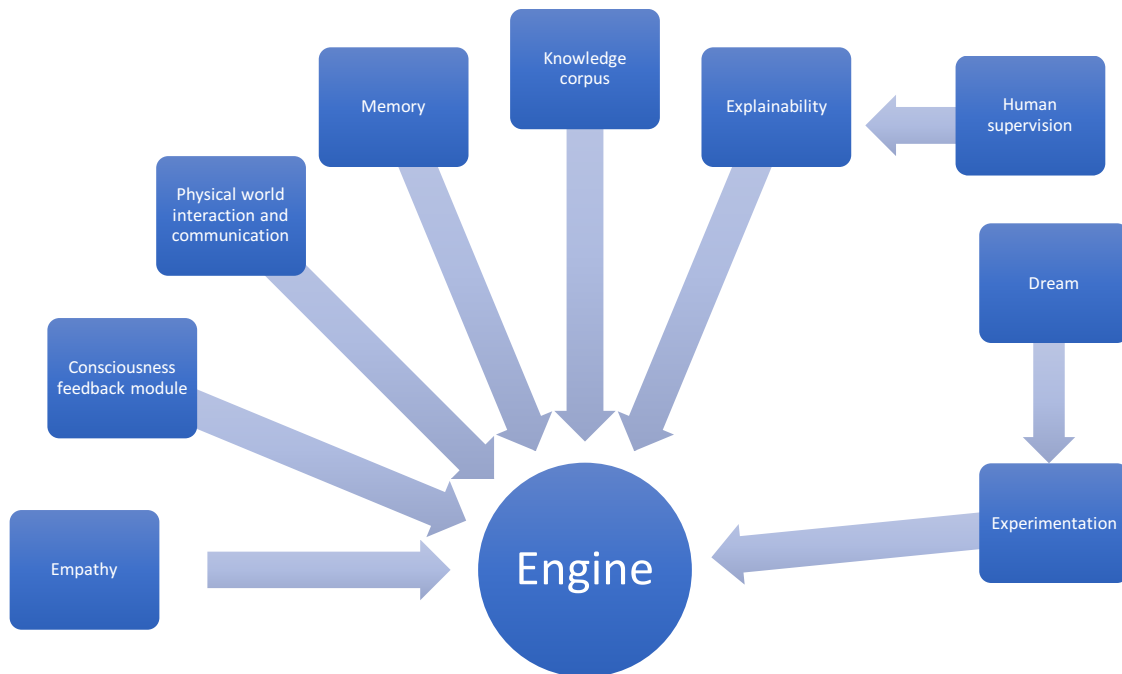 Knowledge
corpus
Memory
Explainability
Human
supervision
Physical world
interaction and
communication
Dream
Consciousness
feedback module
Experimentation
Empathy
Engine